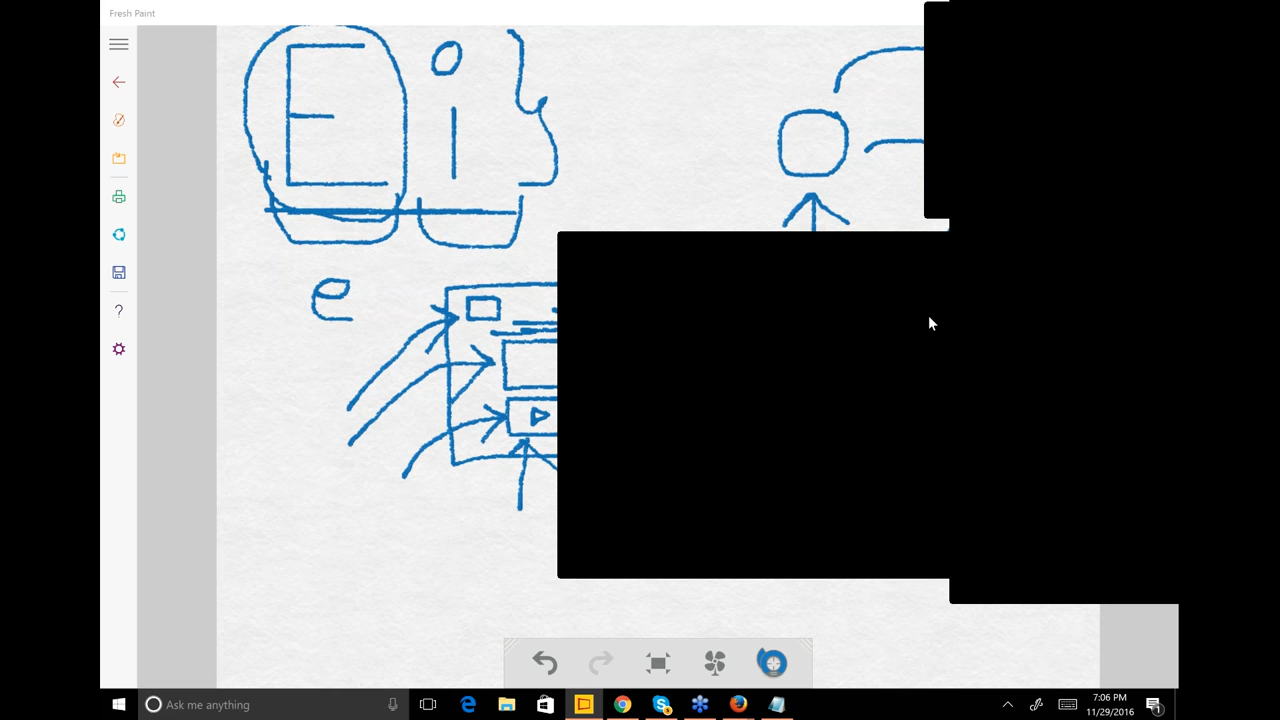 Fresh Paint
E i
e
?
Ask me anything
7:06 PM
11/29/2016